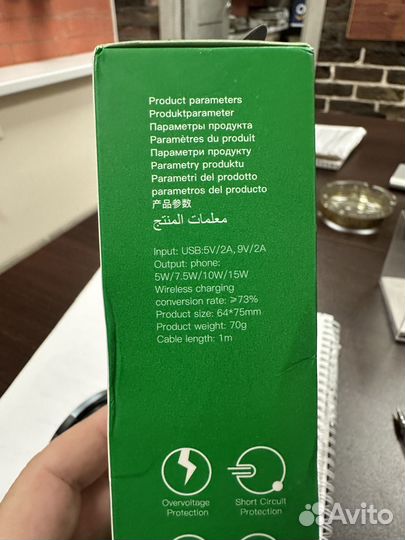 Product parameters
Produktparameter
Параметры продукта
Paramètres du produit
Параметри продукту
Parametry produktu
Parametri del prodotto
parametros del producto
产品参数
معلمات المنتج
Input: USB:5V/2A, 9V/2A
Output: phone:
5W/7.5W/10W/15W
Wireless charging
conversion rate: ≥73%
Product size: 64*75mm
Product weight: 70g
Cable length: 1m
Overvoltage
Protection
Short Circuit
Protection
Avito